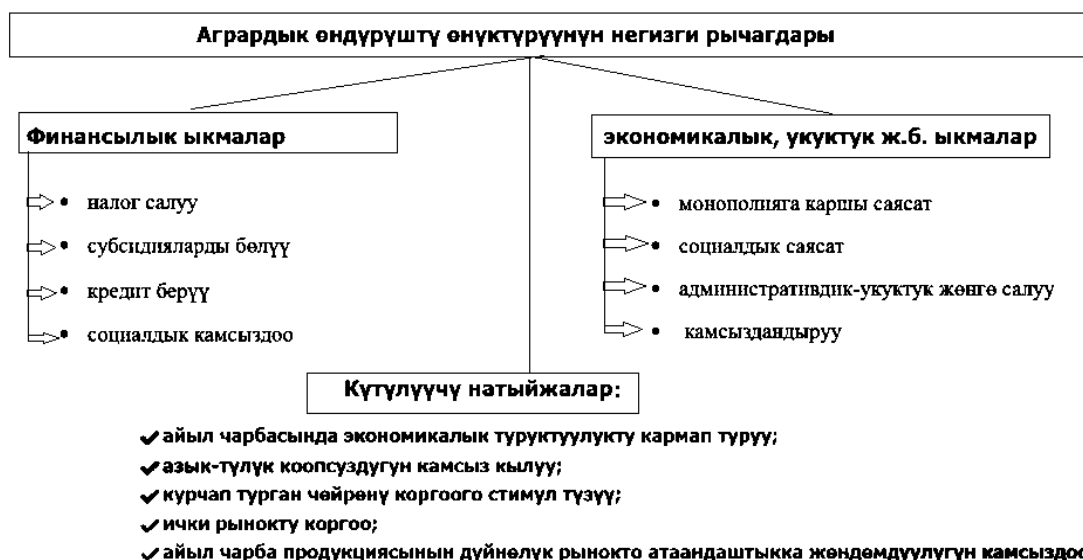 Агрардык өндүрүштү өнүктүрүүнүн негизги рычагдары
Финансылык ыкмалар
• налог салуу
• субсидияларды бөлүү
• кредит берүү
• социалдык камсыздоо
экономикалык, укуктук ж.б. ыкмалар
• монополияга каршы саясат
• социалдык саясат
• административдик-укуктук жөнгө салуу
• камсыздандыруу
Күтүлүүчү натыйжалар:
✔ айыл чарбасында экономикалык туруктуулукту кармап туруу;
✔ азык-түлүк коопсуздугун камсыз кылуу;
✔ курчап турган чөйрөнү коргоого стимул түзүү;
✔ ички рынокту коргоо;
✔ айыл чарба продукциясынын дүйнөлүк рынокто атаандаштыкка жөндөмдүүлүгүн камсыздоо